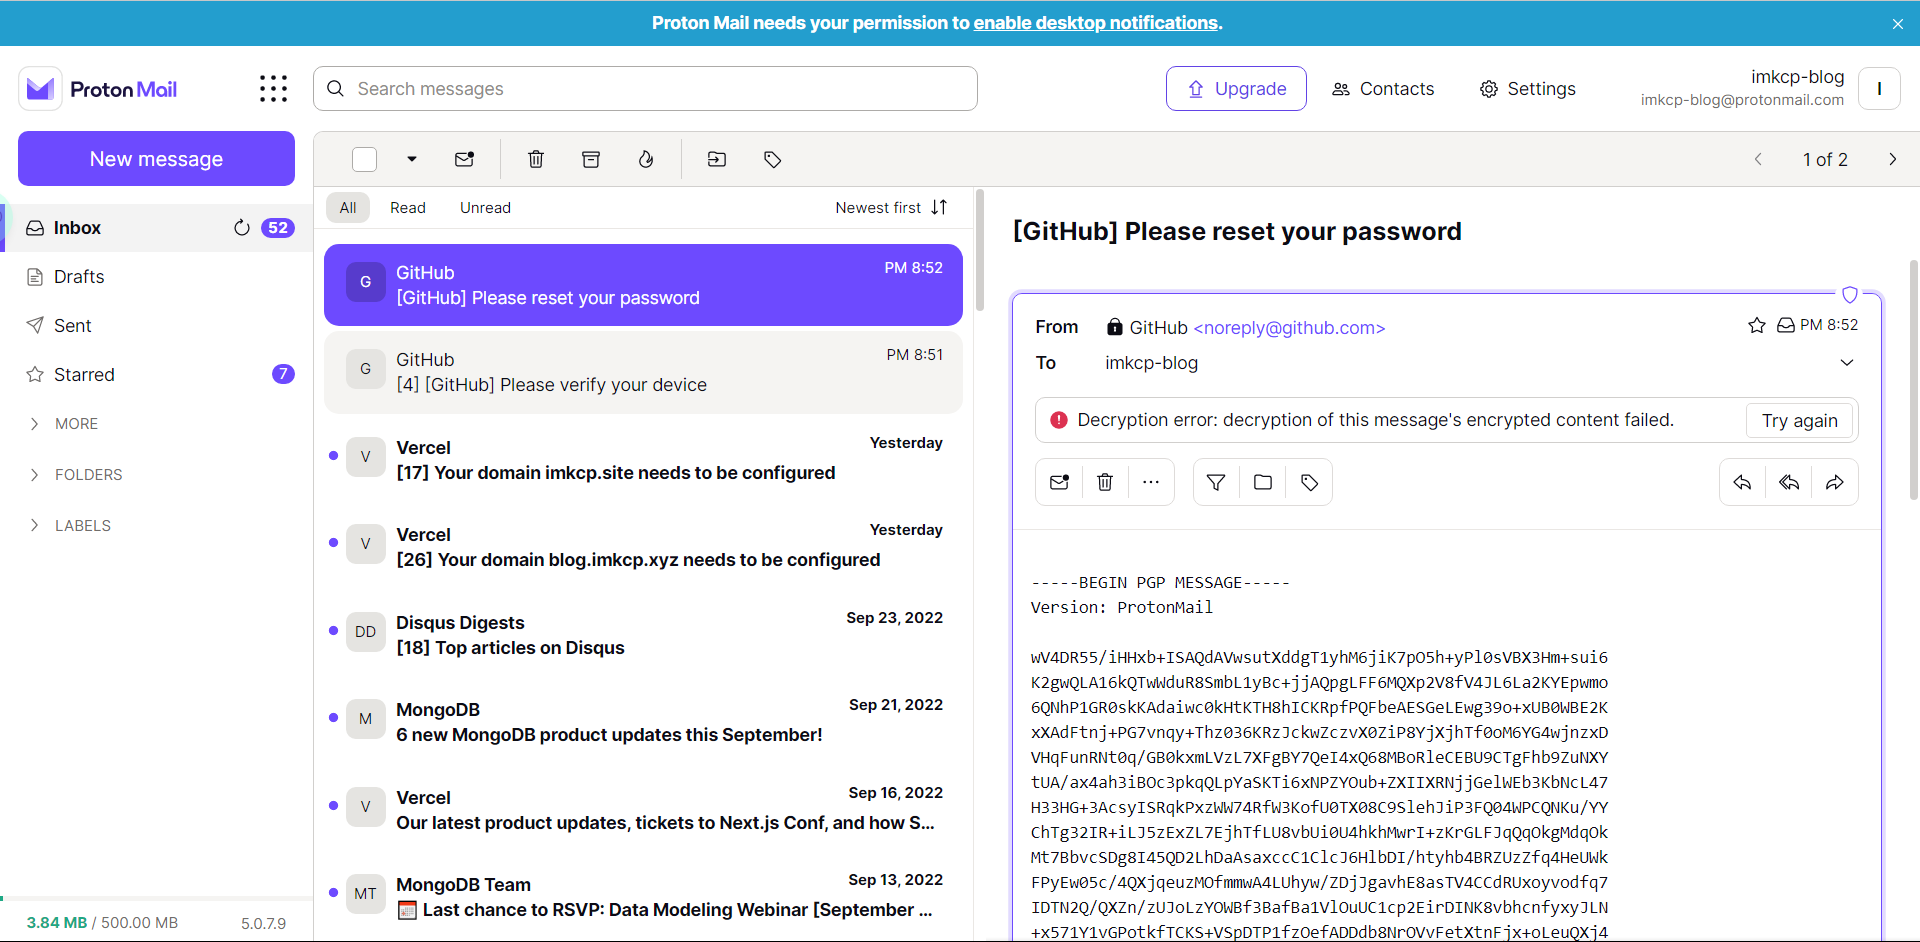 Proton Mail needs your permission to enable desktop notifications.
Proton Mail
Search messages
Upgrade
Contacts
Settings
imkcp-blog
imkcp-blog@protonmail.com
I
New message
1 of 2
Inbox
52
Drafts
Sent
Starred
7
MORE
FOLDERS
LABELS
3.84 MB / 500.00 MB
5.0.7.9
All
Read
Unread
Newest first
G
GitHub
PM 8:52
[GitHub] Please reset your password
G
GitHub
PM 8:51
[4] [GitHub] Please verify your device
V
Vercel
Yesterday
[17] Your domain imkcp.site needs to be configured
V
Vercel
Yesterday
[26] Your domain blog.imkcp.xyz needs to be configured
DD
Disqus Digests
Sep 23, 2022
[18] Top articles on Disqus
M
MongoDB
Sep 21, 2022
6 new MongoDB product updates this September!
V
Vercel
Sep 16, 2022
Our latest product updates, tickets to Next.js Conf, and how S...
MT
MongoDB Team
Sep 13, 2022
Last chance to RSVP: Data Modeling Webinar [September ...
[GitHub] Please reset your password
From GitHub <noreply@github.com>
PM 8:52
To imkcp-blog
Decryption error: decryption of this message's encrypted content failed.
Try again
-----BEGIN PGP MESSAGE-----
Version: ProtonMail
wV4DR55/iHHxb+ISAQdAVwsutXddgT1yhM6jiK7pO5h+yPl0sVBX3Hm+sui6
K2gwQLA16kQTwWduR8SmbL1yBc+jjAQpgLFF6MQXp2V8fV4JL6La2KYEpwmo
6QNhP1GR0skKAdaiwc0kHtKTH8hICKRpfPQFbeAESGeLEwg39o+xUB0WBE2K
xXAdFtnj+PG7vnqy+Thz036KRzJckwZczvX0ZiP8YjXjhTf0oM6YG4wjnzxD
VHqFunRNt0q/GB0kxmLVzL7XFgBY7QeI4xQ68MBoRleCEBU9CTgFhb9ZuNXY
tUA/ax4ah3iBOc3pkqQLpYaSKTi6xNPZYOub+ZXIIXRNjjGelWEb3KbNcL47
H33HG+3AcsyISRqkPxzWW74RfW3KofU0TX08C9SlehJiP3FQ04WPCQNKu/YY
ChTg32IR+iLJ5zExZL7EjhTfLU8vbUi0U4hkhMwrI+zKrGLFJqQqOkgMdqOk
Mt7BbvcSDg8I45QD2LhDaAsaxccC1ClcJ6HlbDI/htyhb4BRZUzZfq4HeUWk
FPyEw05c/4QXjqeuzMOfmmwA4LUhyw/ZDjJgavhE8asTV4CCdRUxoyvodfq7
IDTN2Q/QXZn/zUJoLzYOWBf3BafBa1VlOuUC1cp2EirDINK8vbhcnfyxyJLN
+x571Y1vGPotkfTCKS+VSpDTP1fzOefADDdb8NrOVvFetXtnFjx+oLeuQXj4